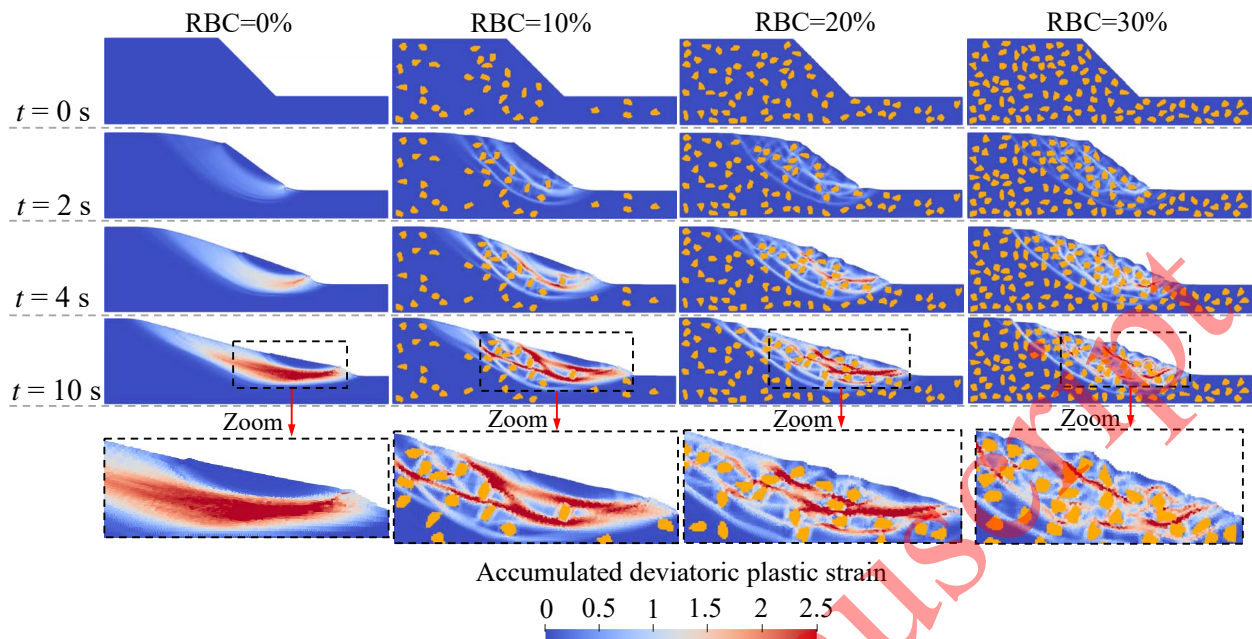 RBC=0% RBC=10% RBC=20% RBC=30%
t = 0 s
t = 2 s
t = 4 s
t = 10 s
Zoom Zoom Zoom Zoom
Accumulated deviatoric plastic strain
0 0.5 1 1.5 2 2.5
uscript